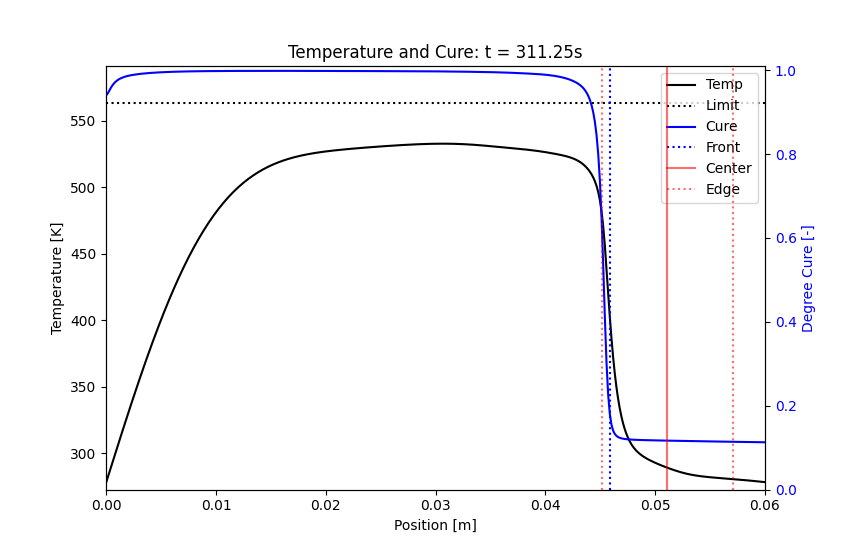 Temperature and Cure: t = 311.25s
Temp
Limit
Cure
Front
Center
Edge
550
500
450
400
350
300
Temperature [K]
1.0
0.8
0.6
0.4
0.2
0.0
Degree Cure [-]
0.00 0.01 0.02 0.03 0.04 0.05 0.06
Position [m]